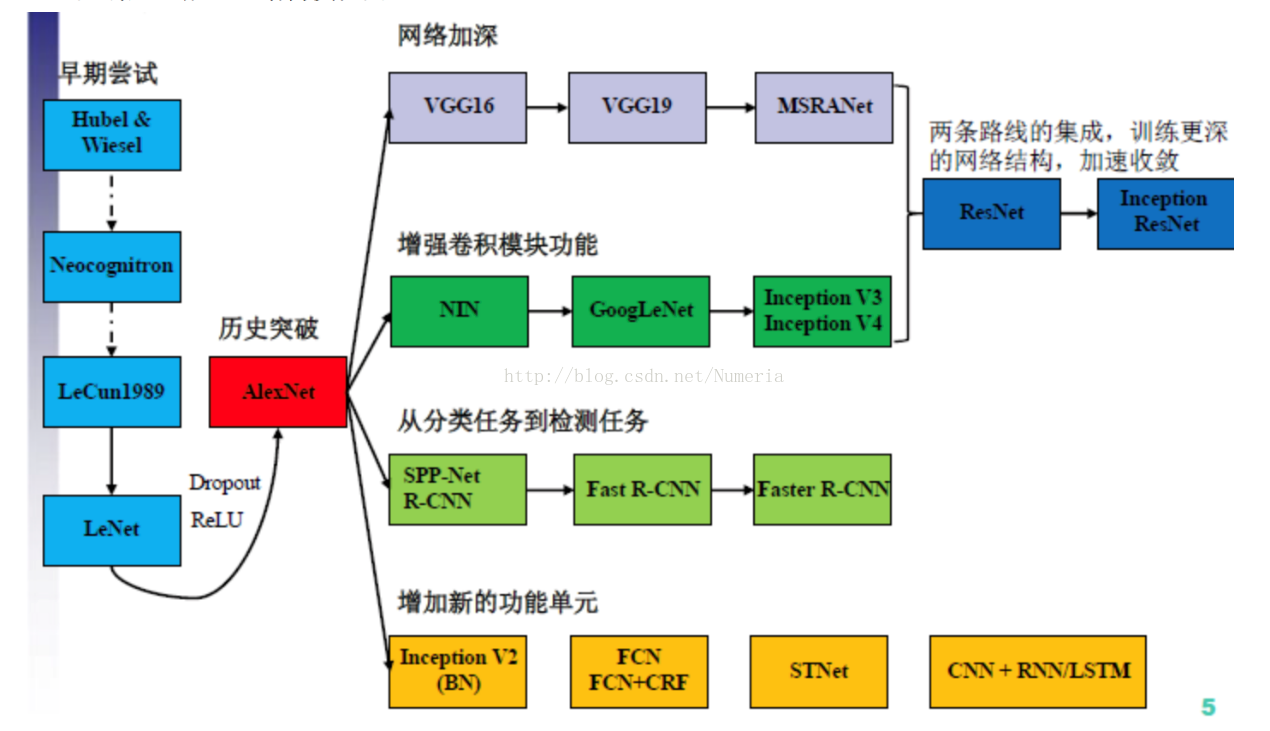 早期尝试
Hubel &
Wiesel
Neocognitron
LeCun1989
LeNet
Dropout
ReLU
历史突破
AlexNet
网络加深
VGG16
VGG19
MSRANet
增强卷积模块功能
NIN
GoogLeNet
Inception V3
Inception V4
两条路线的集成，训练更深
的网络结构，加速收敛
ResNet
Inception
ResNet
http://blog.csdn.net/Numeria
从分类任务到检测任务
SPP-Net
R-CNN
Fast R-CNN
Faster R-CNN
增加新的功能单元
Inception V2
(BN)
FCN
FCN+CRF
STNet
CNN + RNN/LSTM
5